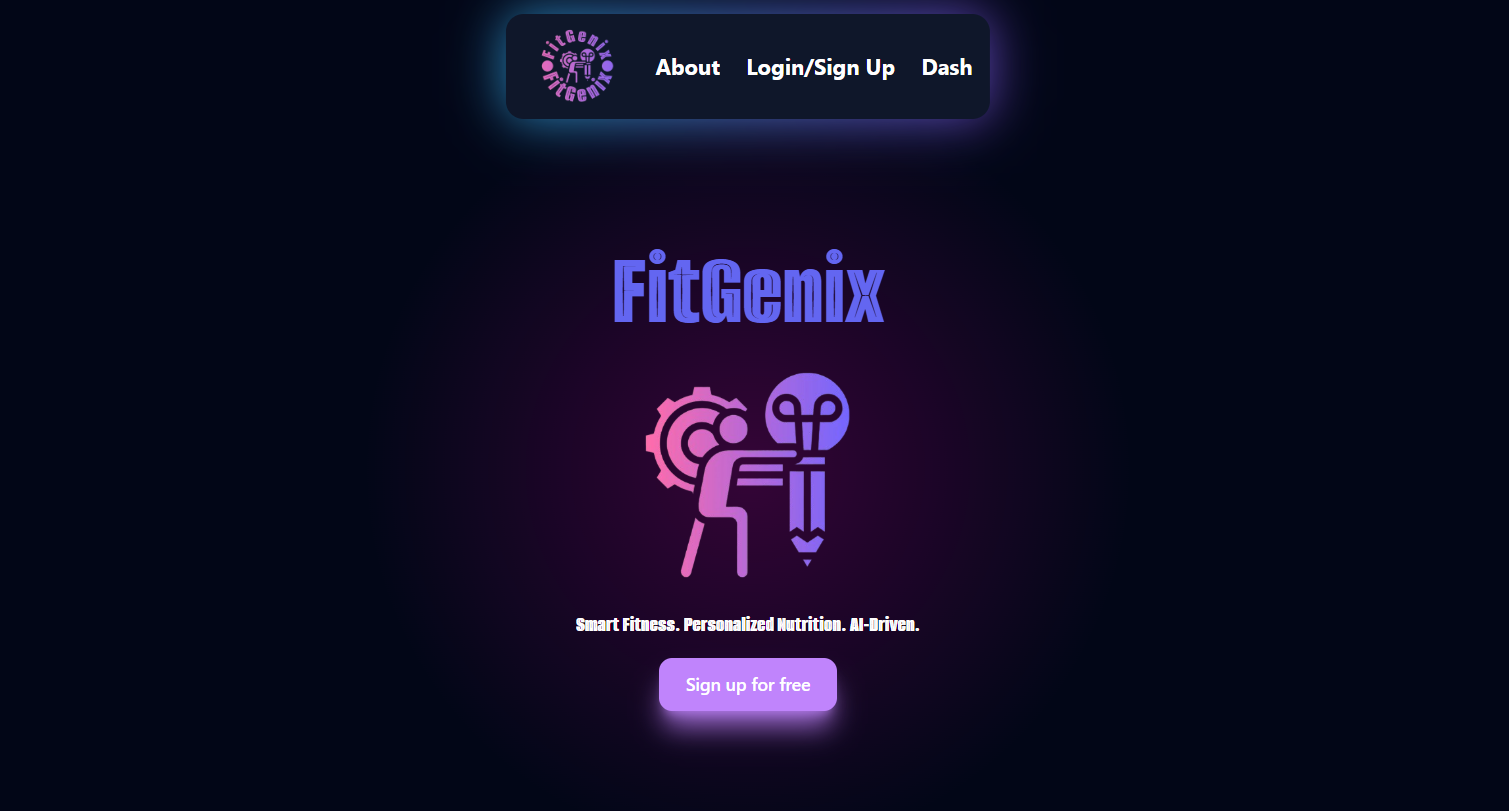 FitGenix
FitGenix
About
Login/Sign Up
Dash
FitGenix
Smart Fitness. Personalized Nutrition. AI-Driven.
Sign up for free